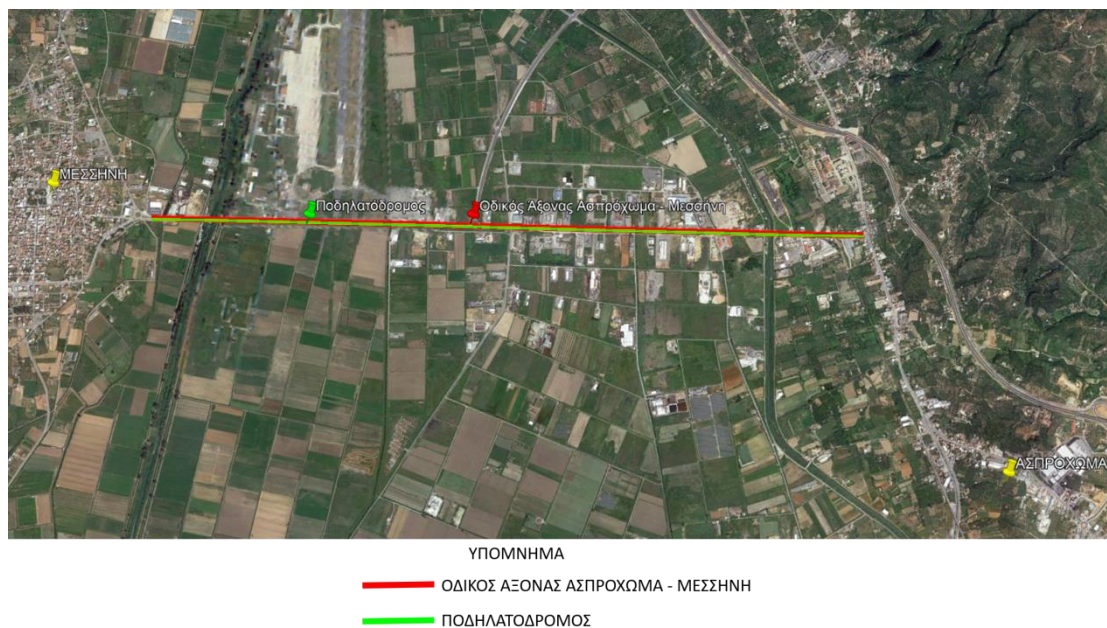 ΜΕΣΣΗΝΗ
Ποδηλατόδρομος
Οδικός Άξονας Ασπρόχωμα - Μεσσήνη
ΑΣΠΡΟΧΩΜΑ
ΥΠΟΜΝΗΜΑ
ΟΔΙΚΟΣ ΑΞΟΝΑΣ ΑΣΠΡΟΧΩΜΑ - ΜΕΣΣΗΝΗ
ΠΟΔΗΛΑΤΟΔΡΟΜΟΣ